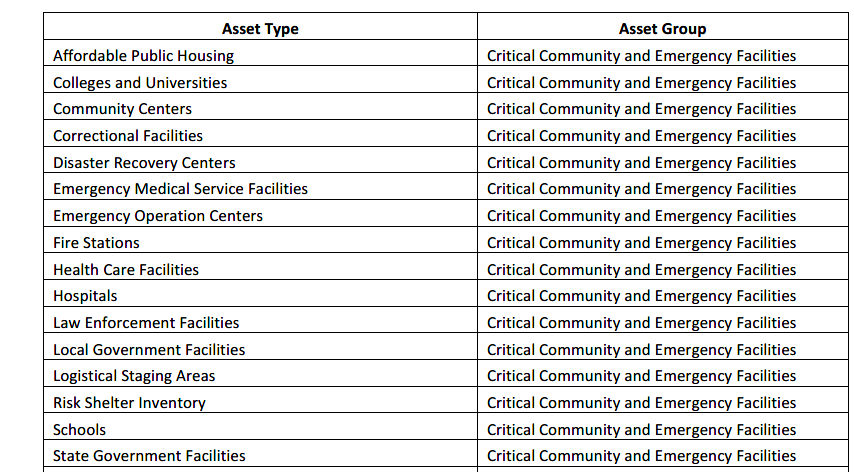 Asset Type Asset Group
Affordable Public Housing Critical Community and Emergency Facilities
Colleges and Universities Critical Community and Emergency Facilities
Community Centers Critical Community and Emergency Facilities
Correctional Facilities Critical Community and Emergency Facilities
Disaster Recovery Centers Critical Community and Emergency Facilities
Emergency Medical Service Facilities Critical Community and Emergency Facilities
Emergency Operation Centers Critical Community and Emergency Facilities
Fire Stations Critical Community and Emergency Facilities
Health Care Facilities Critical Community and Emergency Facilities
Hospitals Critical Community and Emergency Facilities
Law Enforcement Facilities Critical Community and Emergency Facilities
Local Government Facilities Critical Community and Emergency Facilities
Logistical Staging Areas Critical Community and Emergency Facilities
Risk Shelter Inventory Critical Community and Emergency Facilities
Schools Critical Community and Emergency Facilities
State Government Facilities Critical Community and Emergency Facilities